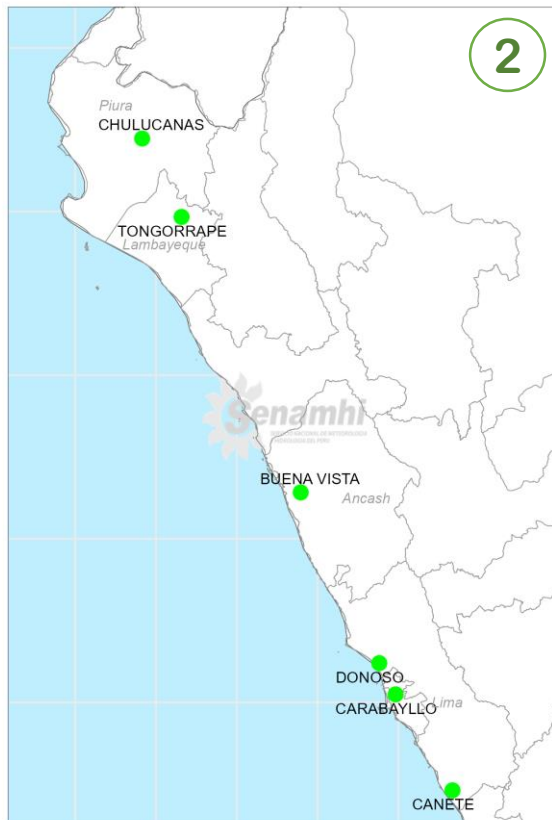 2
Piura
CHULUCANAS
TONGORRAPE
Lambayeque
Senamhi
BUENA VISTA
Ancash
DONOSO
CARABAYLLO
Lima
CANETE